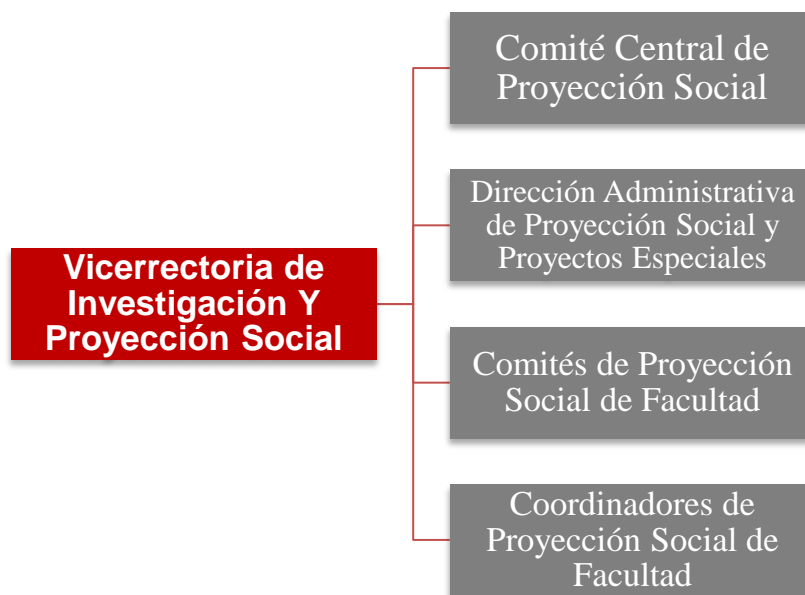 Comité Central de
Proyección Social
Dirección Administrativa
de Proyección Social y
Proyectos Especiales
Vicerrectoria de
Investigación Y
Proyección Social
Comités de Proyección
Social de Facultad
Coordinadores de
Proyección Social de
Facultad